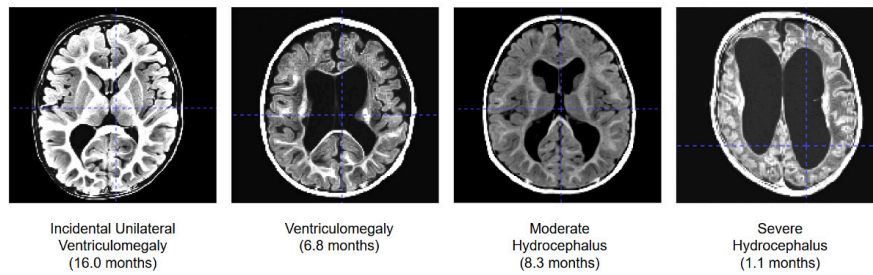 Incidental Unilateral
Ventriculomegaly
(16.0 months)
Ventriculomegaly
(6.8 months)
Moderate
Hydrocephalus
(8.3 months)
Severe
Hydrocephalus
(1.1 months)